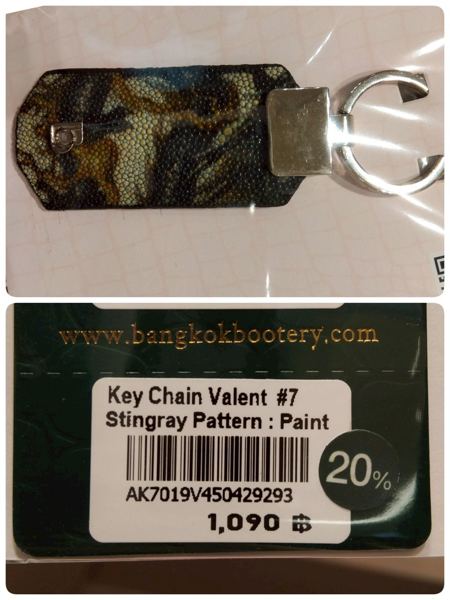 www.bangkokbootery.com
Key Chain Valent #7
Stingray Pattern : Paint
20%
AK7019V450429293
1,090 ฿